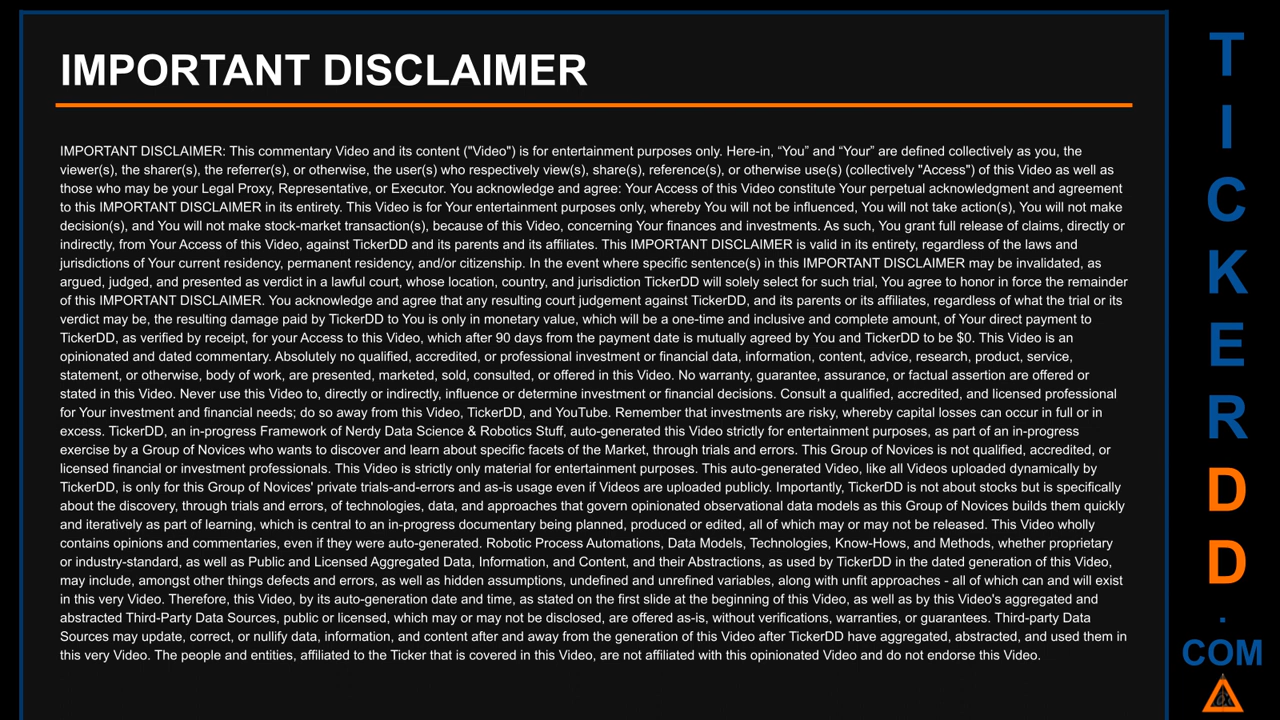 IMPORTANT DISCLAIMER
IMPORTANT DISCLAIMER: This commentary Video and its content ("Video") is for entertainment purposes only. Here-in, “You” and “Your” are defined collectively as you, the
viewer(s), the sharer(s), the referrer(s), or otherwise, the user(s) who respectively view(s), share(s), reference(s), or otherwise use(s) (collectively "Access") of this Video as well as
those who may be your Legal Proxy, Representative, or Executor. You acknowledge and agree: Your Access of this Video constitute Your perpetual acknowledgment and agreement
to this IMPORTANT DISCLAIMER in its entirety. This Video is for Your entertainment purposes only, whereby You will not be influenced, You will not take action(s), You will not make
decision(s), and You will not make stock-market transaction(s), because of this Video, concerning Your finances and investments. As such, You grant full release of claims, directly or
indirectly, from Your Access of this Video, against TickerDD and its parents and its affiliates. This IMPORTANT DISCLAIMER is valid in its entirety, regardless of the laws and
jurisdictions of Your current residency, permanent residency, and/or citizenship. In the event where specific sentence(s) in this IMPORTANT DISCLAIMER may be invalidated, as
argued, judged, and presented as verdict in a lawful court, whose location, country, and jurisdiction TickerDD will solely select for such trial, You agree to honor in force the remainder
of this IMPORTANT DISCLAIMER. You acknowledge and agree that any resulting court judgement against TickerDD, and its parents or its affiliates, regardless of what the trial or its
verdict may be, the resulting damage paid by TickerDD to You is only in monetary value, which will be a one-time and inclusive and complete amount, of Your direct payment to
TickerDD, as verified by receipt, for your Access to this Video, which after 90 days from the payment date is mutually agreed by You and TickerDD to be $0. This Video is an
opinionated and dated commentary. Absolutely no qualified, accredited, or professional investment or financial data, information, content, advice, research, product, service,
statement, or otherwise, body of work, are presented, marketed, sold, consulted, or offered in this Video. No warranty, guarantee, assurance, or factual assertion are offered or
stated in this Video. Never use this Video to, directly or indirectly, influence or determine investment or financial decisions. Consult a qualified, accredited, and licensed professional
for Your investment and financial needs; do so away from this Video, TickerDD, and YouTube. Remember that investments are risky, whereby capital losses can occur in full or in
excess. TickerDD, an in-progress Framework of Nerdy Data Science & Robotics Stuff, auto-generated this Video strictly for entertainment purposes, as part of an in-progress
exercise by a Group of Novices who wants to discover and learn about specific facets of the Market, through trials and errors. This Group of Novices is not qualified, accredited, or
licensed financial or investment professionals. This Video is strictly only material for entertainment purposes. This auto-generated Video, like all Videos uploaded dynamically by
TickerDD, is only for this Group of Novices' private trials-and-errors and as-is usage even if Videos are uploaded publicly. Importantly, TickerDD is not about stocks but is specifically
about the discovery, through trials and errors, of technologies, data, and approaches that govern opinionated observational data models as this Group of Novices builds them quickly
and iteratively as part of learning, which is central to an in-progress documentary being planned, produced or edited, all of which may or may not be released. This Video wholly
contains opinions and commentaries, even if they were auto-generated. Robotic Process Automations, Data Models, Technologies, Know-Hows, and Methods, whether proprietary
or industry-standard, as well as Public and Licensed Aggregated Data, Information, and Content, and their Abstractions, as used by TickerDD in the dated generation of this Video,
may include, amongst other things defects and errors, as well as hidden assumptions, undefined and unrefined variables, along with unfit approaches - all of which can and will exist
in this very Video. Therefore, this Video, by its auto-generation date and time, as stated on the first slide at the beginning of this Video, as well as by this Video's aggregated and
abstracted Third-Party Data Sources, public or licensed, which may or may not be disclosed, are offered as-is, without verifications, warranties, or guarantees. Third-party Data
Sources may update, correct, or nullify data, information, and content after and away from the generation of this Video after TickerDD have aggregated, abstracted, and used them in
this very Video. The people and entities, affiliated to the Ticker that is covered in this Video, are not affiliated with this opinionated Video and do not endorse this Video.
T
I
C
K
E
R
D
D
.
COM